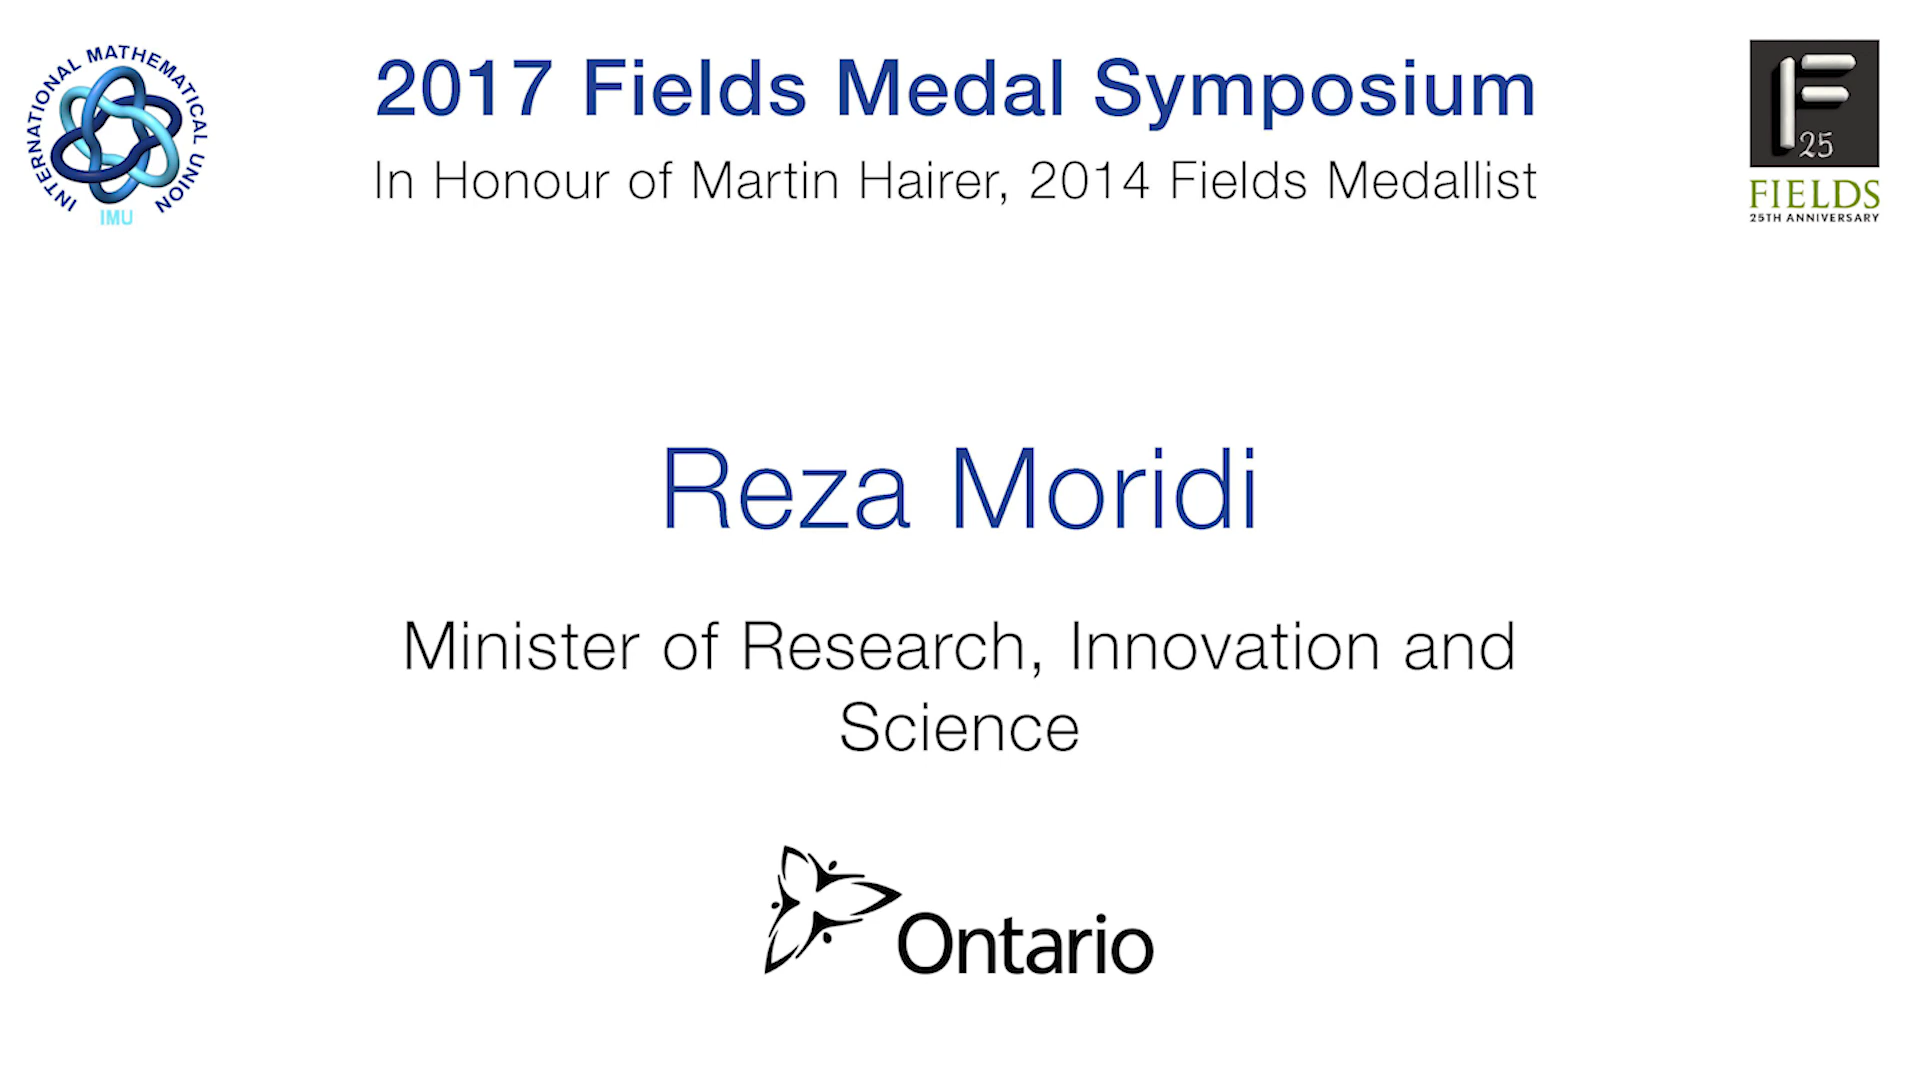 INTERNATIONAL MATHEMATICAL UNION
IMU
2017 Fields Medal Symposium
In Honour of Martin Hairer, 2014 Fields Medallist
F
25
FIELDS
25TH ANNIVERSARY
Reza Moridi
Minister of Research, Innovation and
Science
Ontario